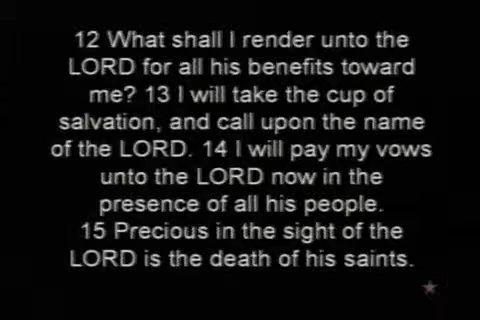 12 What shall I render unto the
LORD for all his benefits toward
me? 13 I will take the cup of
salvation, and call upon the name
of the LORD. 14 I will pay my vows
unto the LORD now in the
presence of all his people.
15 Precious in the sight of the
LORD is the death of his saints.